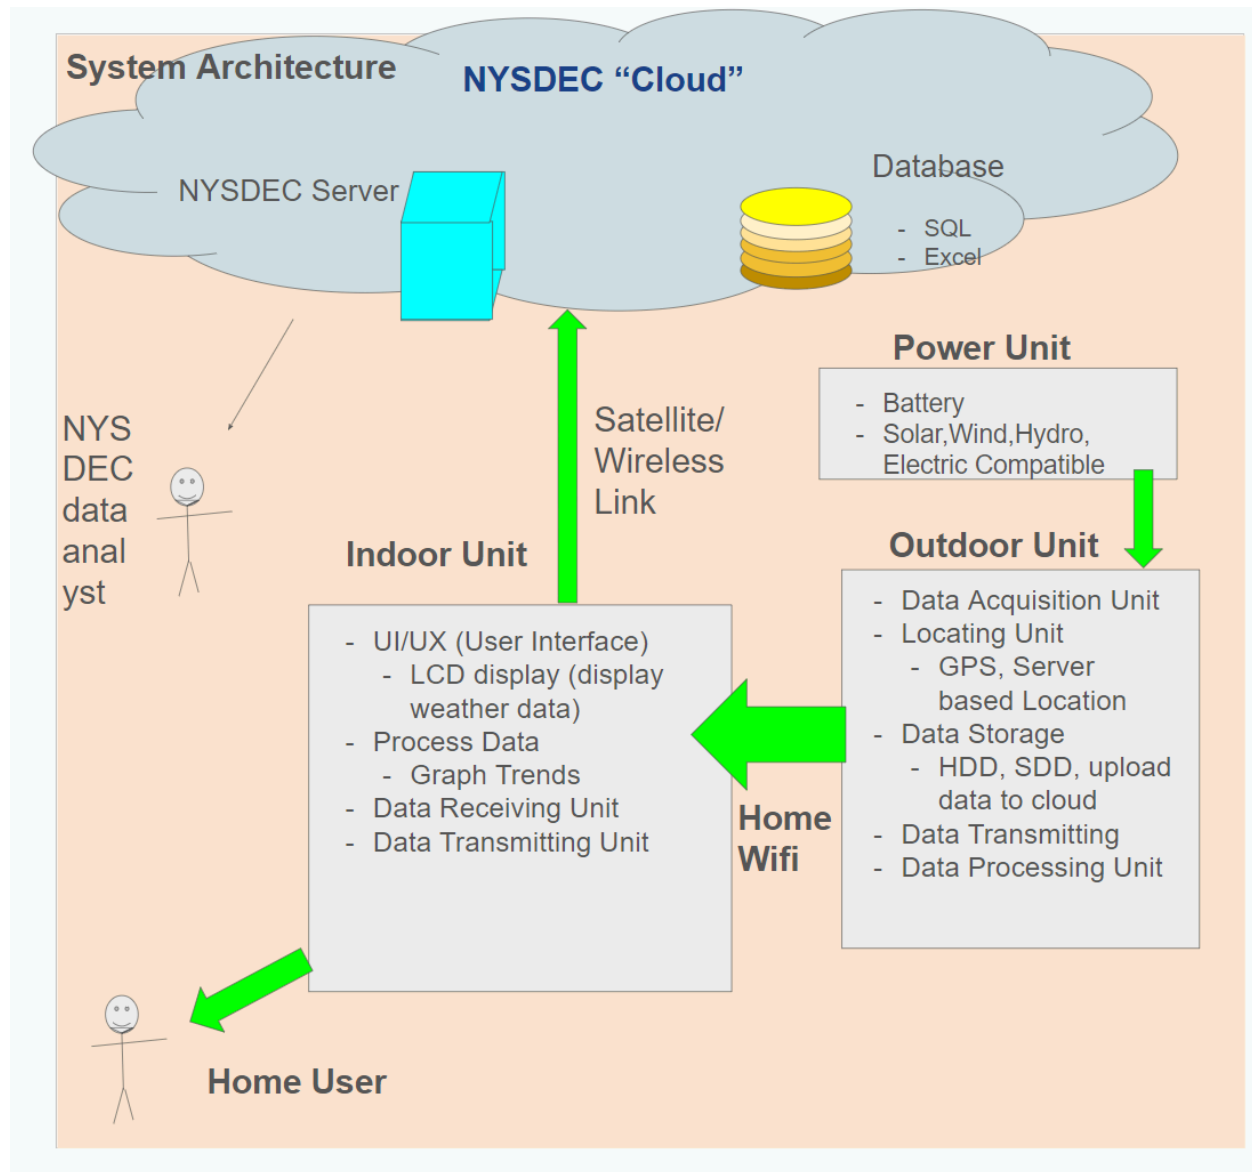 System Architecture
NYSDEC “Cloud”
NYSDEC Server
Database
- SQL
- Excel
Power Unit
- Battery
- Solar,Wind,Hydro,
Electric Compatible
Satellite/
Wireless
Link
NYS
DEC
data
anal
yst
Indoor Unit
- UI/UX (User Interface)
- LCD display (display
weather data)
- Process Data
- Graph Trends
- Data Receiving Unit
- Data Transmitting Unit
Outdoor Unit
- Data Acquisition Unit
- Locating Unit
- GPS, Server
based Location
- Data Storage
- HDD, SDD, upload
data to cloud
- Data Transmitting
- Data Processing Unit
Home
Wifi
Home User